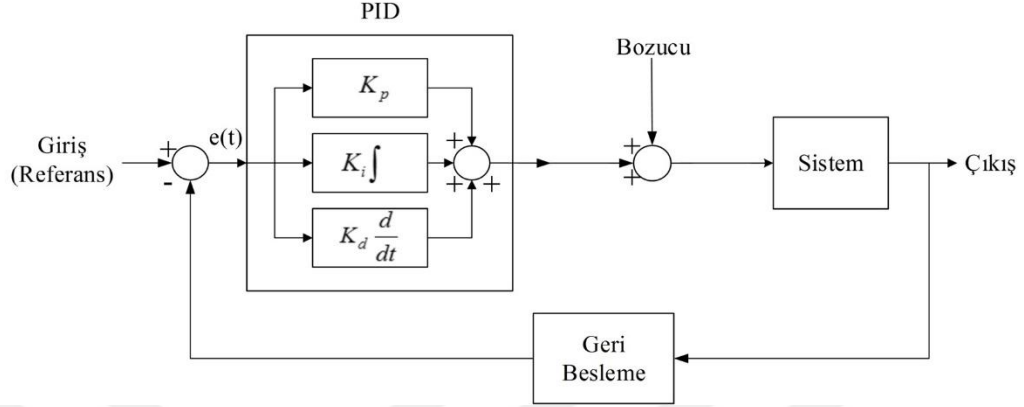 PID
Bozucu
K_p
Giriş
(Referans)
+
-
e(t)
K_i ∫
+
+ +
+
+
Sistem
Çıkış
K_d d/dt
Geri
Besleme